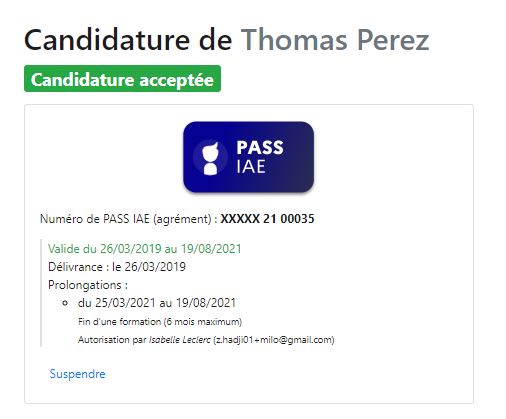 Candidature de Thomas Perez
Candidature acceptée
PASS
IAE
Numéro de PASS IAE (agrément) : XXXXX 21 00035
Valide du 26/03/2019 au 19/08/2021
Délivrance : le 26/03/2019
Prolongations :
du 25/03/2021 au 19/08/2021
Fin d'une formation (6 mois maximum)
Autorisation par Isabelle Leclerc (z.hadji01+milo@gmail.com)
Suspendre